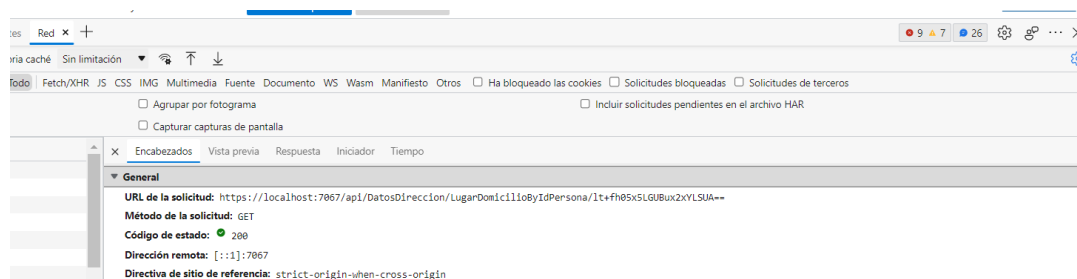 Red × +
9 7 26
Sin limitación
Fetch/XHR JS CSS IMG Multimedia Fuente Documento WS Wasm Manifiesto Otros Ha bloqueado las cookies Solicitudes bloqueadas Solicitudes de terceros
Agrupar por fotograma Incluir solicitudes pendientes en el archivo HAR
Capturar capturas de pantalla
× Encabezados Vista previa Respuesta Iniciador Tiempo
General
URL de la solicitud: https://localhost:7067/api/DatosDireccion/LugarDomicilioByIdPersona/lt+fh05x5LGUBux2xYLSUA==
Método de la solicitud: GET
Código de estado: 200
Dirección remota: [::1]:7067
Directiva de sitio de referencia: strict-origin-when-cross-origin